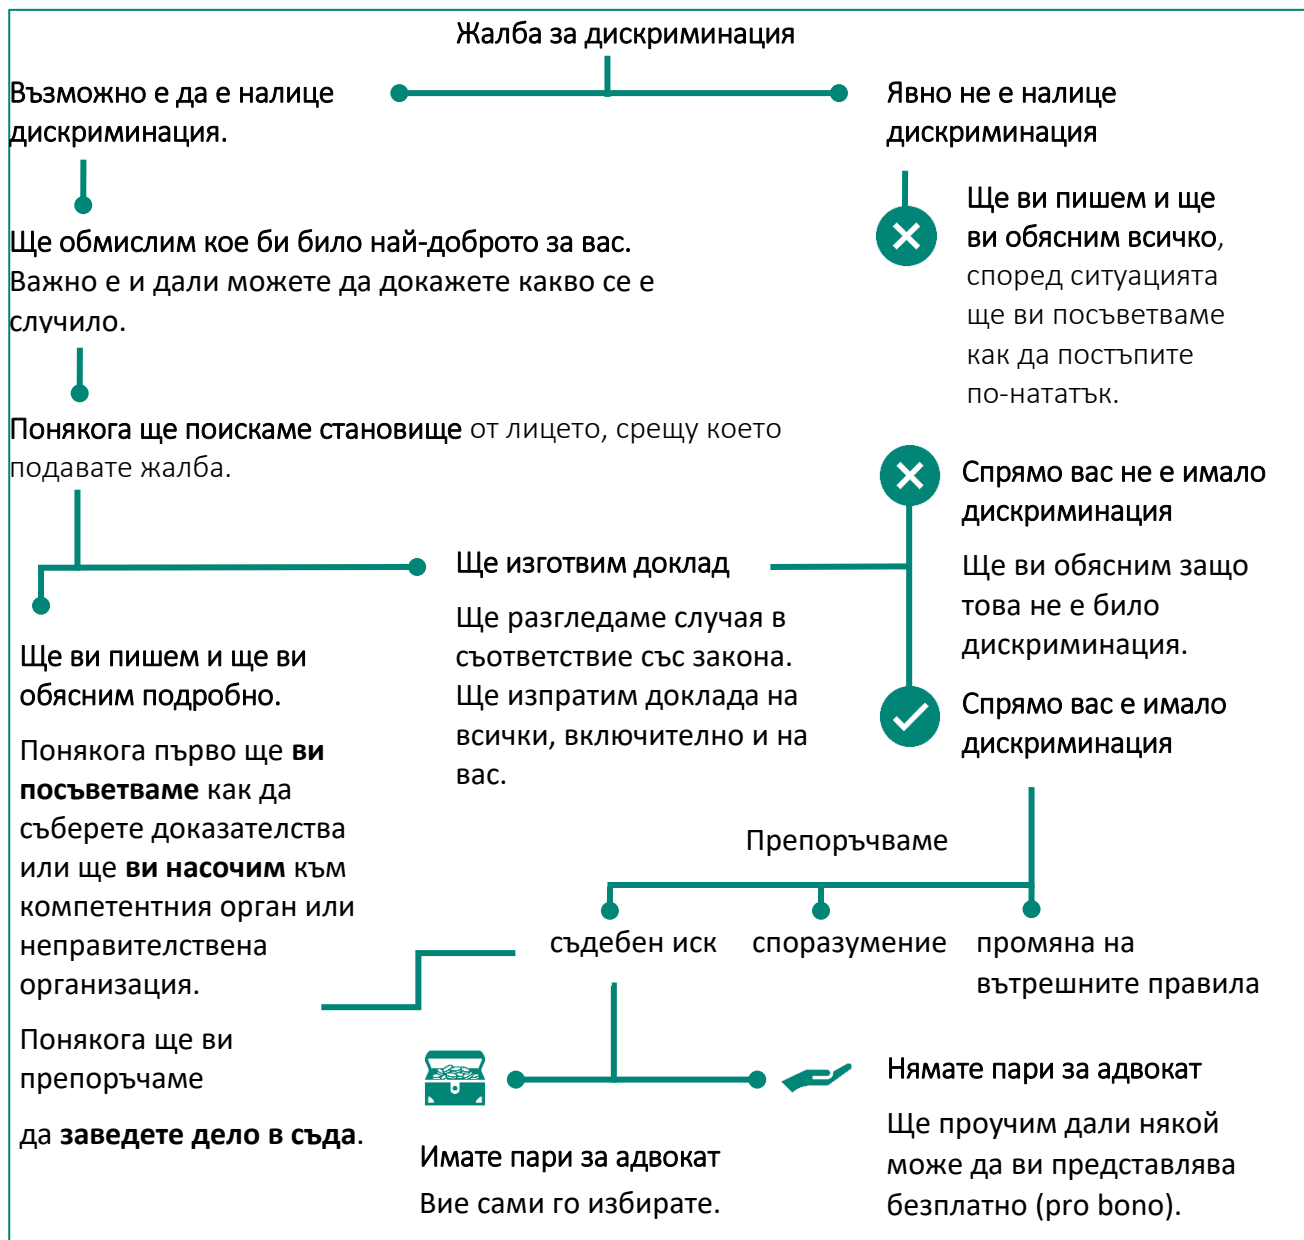 Жалба за дискриминация
Възможно е да е налице
дискриминация.
Явно не е налице
дискриминация
Ще ви пишем и ще
ви обясним всичко,
според ситуацията
ще ви посъветваме
как да постъпите
по-нататък.
Ще обмислим кое би било най-доброто за вас.
Важно е и дали можете да докажете какво се е
случило.
Понякога ще поискаме становище от лицето, срещу което
подавате жалба.
Спрямо вас не е имало
дискриминация
Ще ви обясним защо
това не е било
дискриминация.
Ще изготвим доклад
Ще разгледаме случая в
съответствие със закона.
Ще изпратим доклада на
всички, включително и на
вас.
Ще ви пишем и ще ви
обясним подробно.
Понякога първо ще ви
посъветваме как да
съберете доказателства
или ще ви насочим към
компетентния орган или
неправителствена
организация.
Понякога ще ви
препоръчаме
да заведете дело в съда.
Спрямо вас е имало
дискриминация
Препоръчваме
съдебен иск
споразумение
промяна на
вътрешните правила
Имате пари за адвокат
Вие сами го избирате.
Нямате пари за адвокат
Ще проучим дали някой
може да ви представлява
безплатно (pro bono).